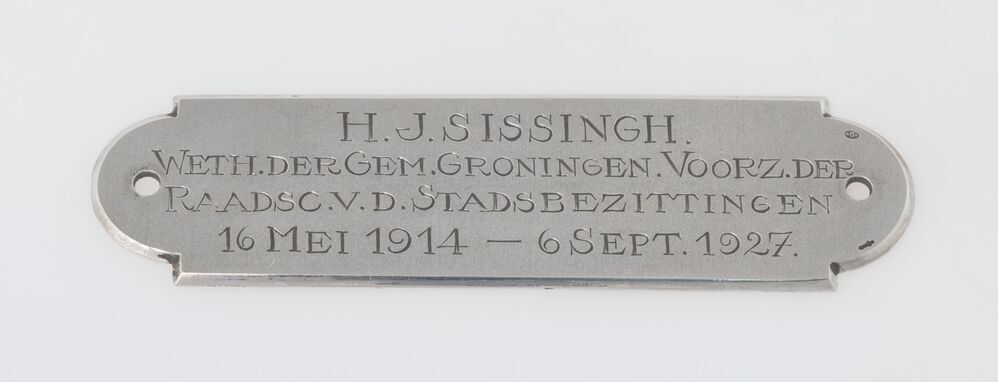 H. J. SISSINGH.
WETH. DER GEM. GRONINGEN. VOORZ. DER
RAADSC. V. D. STADSBEZITTINGEN
16 MEI 1914 — 6 SEPT. 1927.